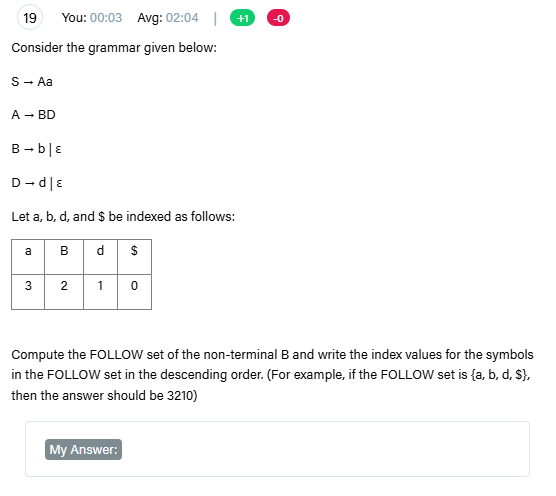 19 You: 00:03 Avg: 02:04 | +1 -0
Consider the grammar given below:
S → Aa
A → BD
B → b | ε
D → d | ε
Let a, b, d, and $ be indexed as follows:
a B d $
3 2 1 0
Compute the FOLLOW set of the non-terminal B and write the index values for the symbols
in the FOLLOW set in the descending order. (For example, if the FOLLOW set is {a, b, d, $},
then the answer should be 3210)
My Answer: